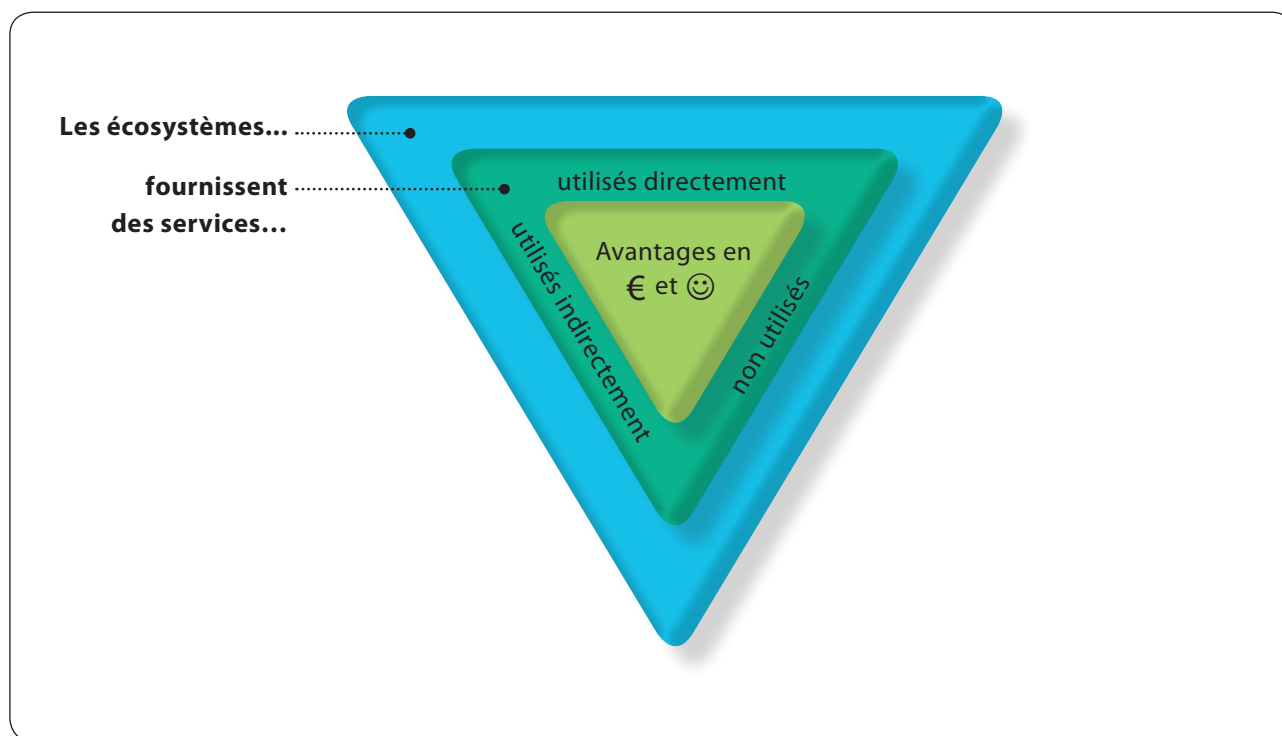 Les écosystèmes...
fournissent
des services...
utilisés directement
utilisés indirectement
non utilisés
Avantages en
€ et ☺